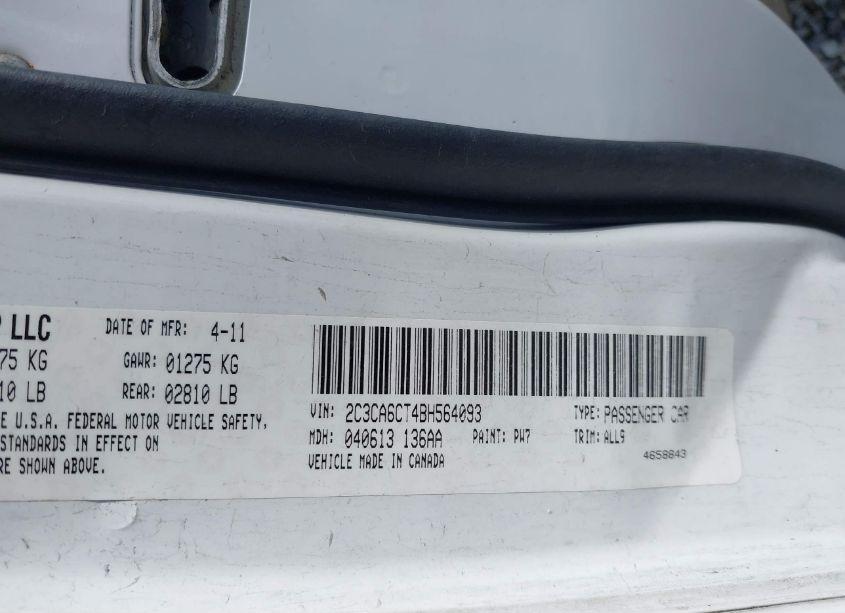 LLC DATE OF MFR: 4-11
75 KG GAWR: 01275 KG
10 LB REAR: 02810 LB
E U.S.A. FEDERAL MOTOR VEHICLE SAFETY,
STANDARDS IN EFFECT ON
RE SHOWN ABOVE.
VIN: 2C3CA6CT4BH564093 TYPE: PASSENGER CAR
MDH: 040613 136AA PAINT: PW7 TRIM: ALL9
VEHICLE MADE IN CANADA 4658843